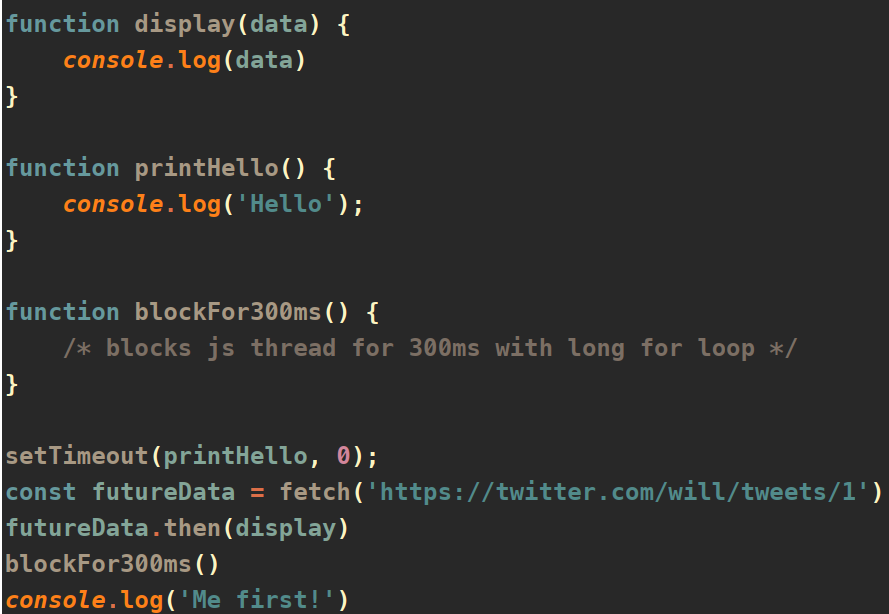 function display(data) {
    console.log(data)
}
function printHello() {
    console.log('Hello');
}
function blockFor300ms() {
    /* blocks js thread for 300ms with long for loop */
}
setTimeout(printHello, 0);
const futureData = fetch('https://twitter.com/will/tweets/1')
futureData.then(display)
blockFor300ms()
console.log('Me first!')